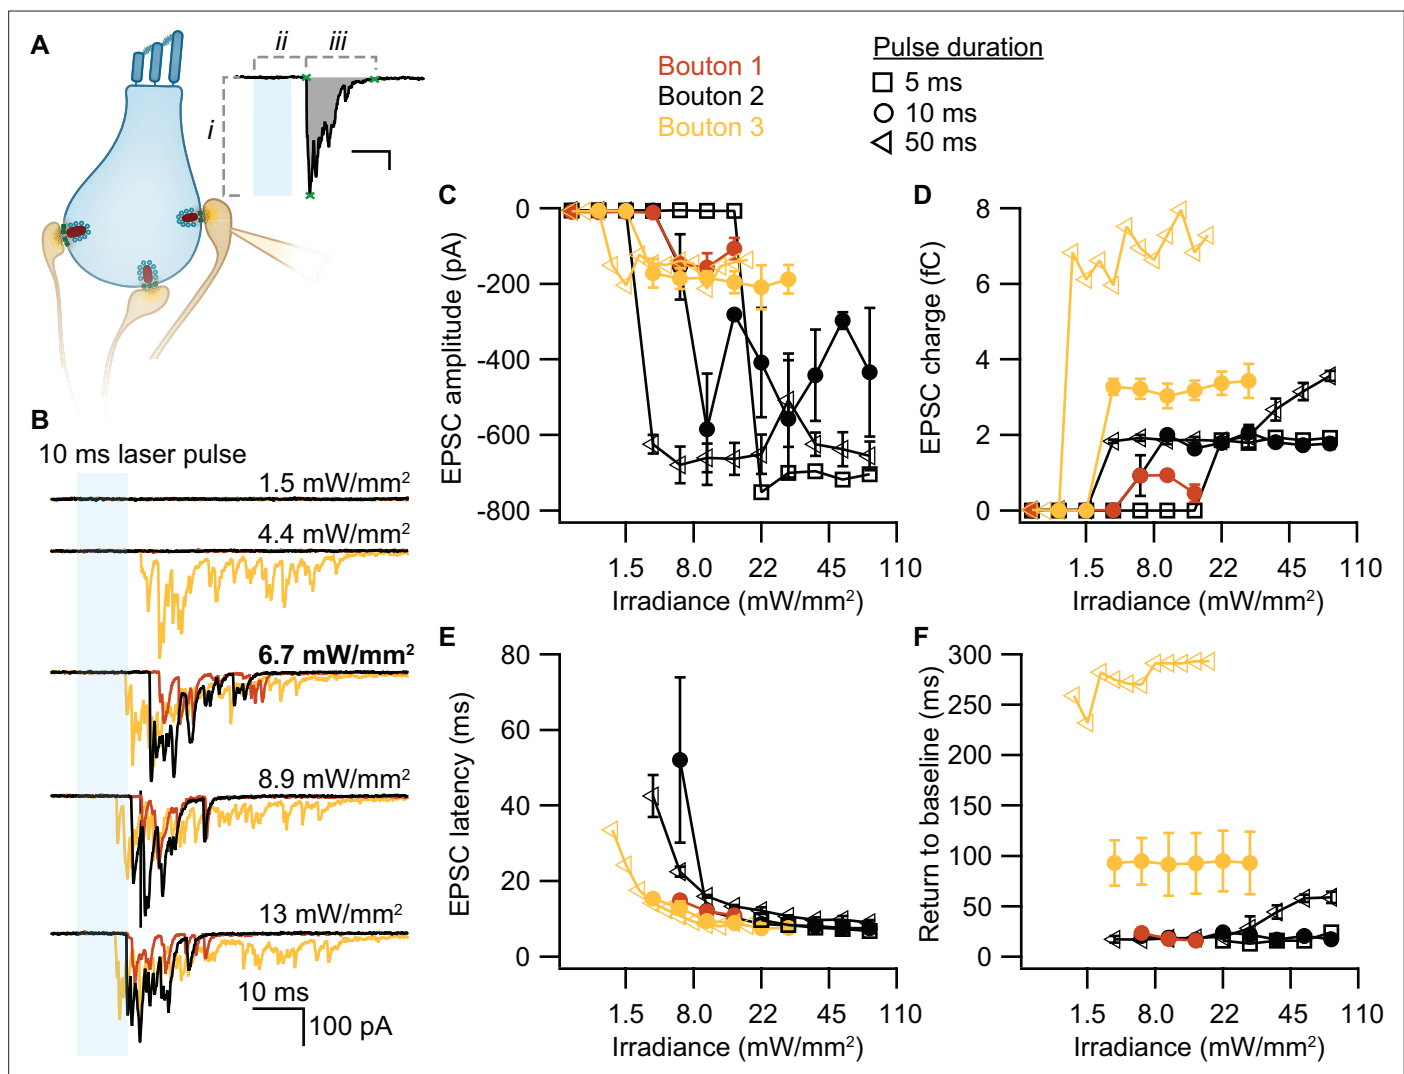 A
i
ii
iii
Bouton 1
Bouton 2
Bouton 3
Pulse duration
5 ms
10 ms
50 ms
B
10 ms laser pulse
1.5 mW/mm²
4.4 mW/mm²
6.7 mW/mm²
8.9 mW/mm²
13 mW/mm²
10 ms
100 pA
C
EPSC amplitude (pA)
0
-200
-400
-600
-800
1.5 8.0 22 45 110
Irradiance (mW/mm²)
D
EPSC charge (fC)
8
6
4
2
0
1.5 8.0 22 45 110
Irradiance (mW/mm²)
E
EPSC latency (ms)
80
60
40
20
0
1.5 8.0 22 45 110
Irradiance (mW/mm²)
F
Return to baseline (ms)
300
250
200
150
100
50
0
1.5 8.0 22 45 110
Irradiance (mW/mm²)